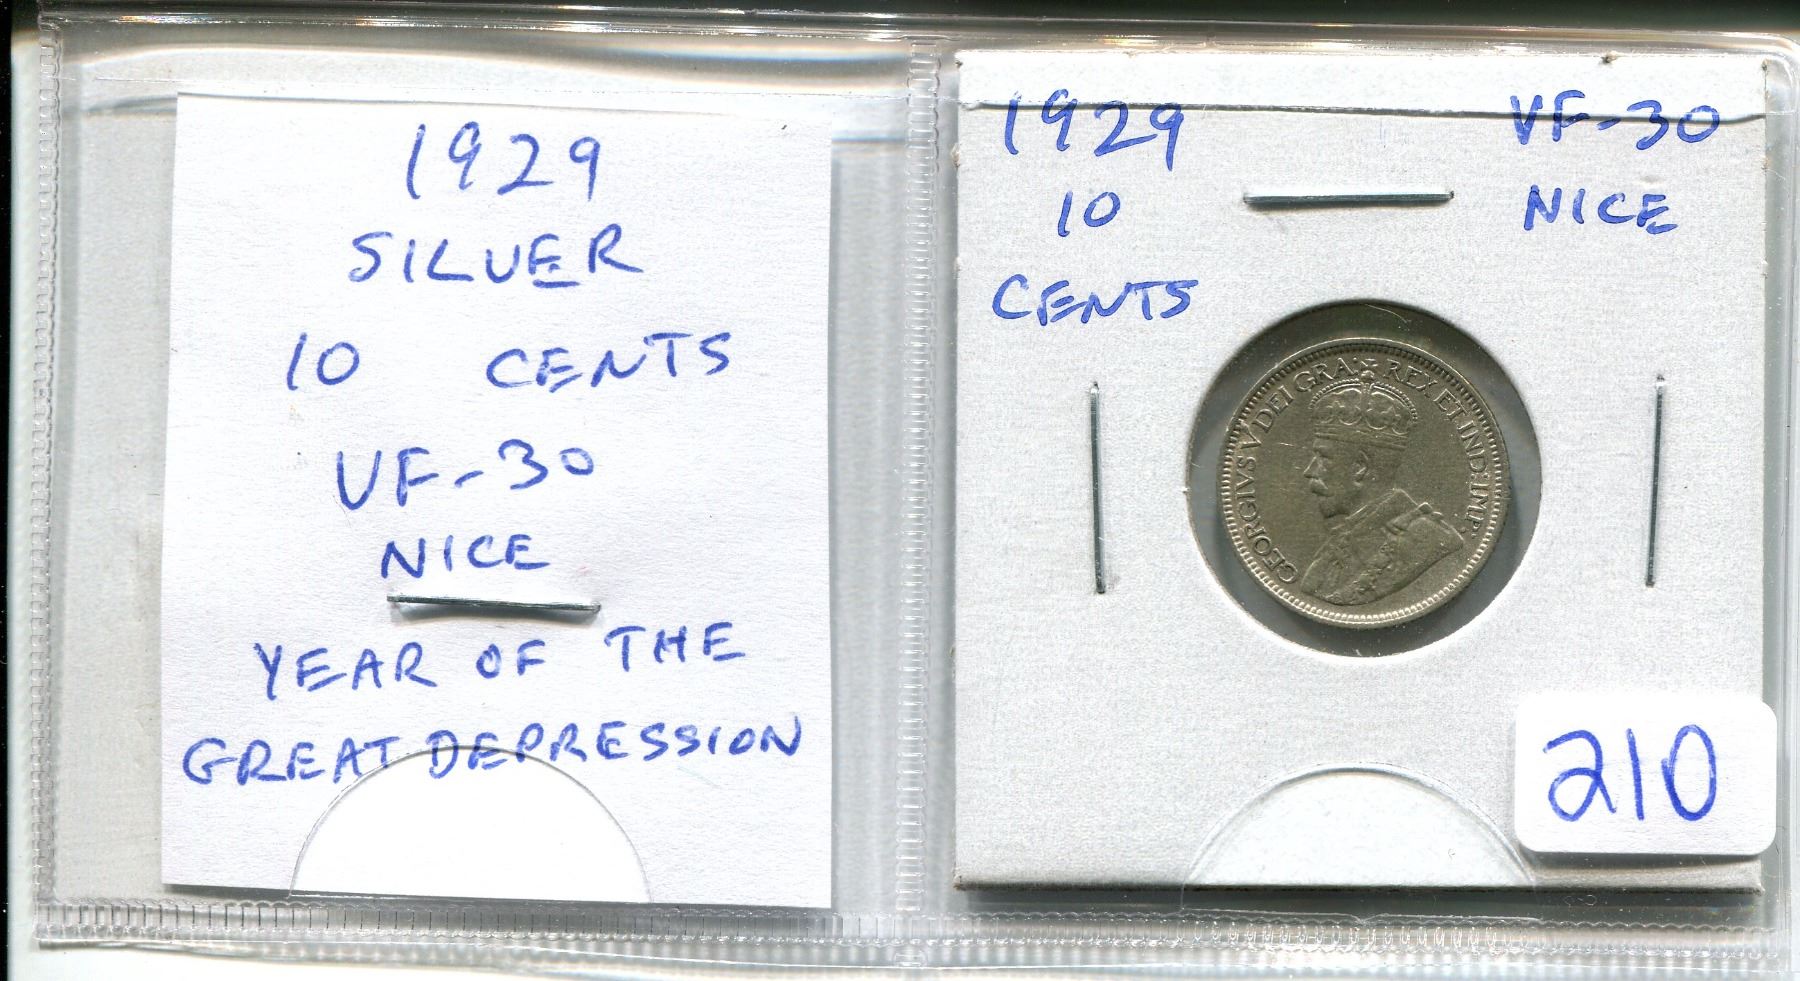 1929
SILVER
10 CENTS
VF-30
NICE
YEAR OF THE
GREAT DEPRESSION
1929
10
CENTS
VF-30
NICE
GEORGIVS V DEI GRA: REX ET IND:IMP:
210